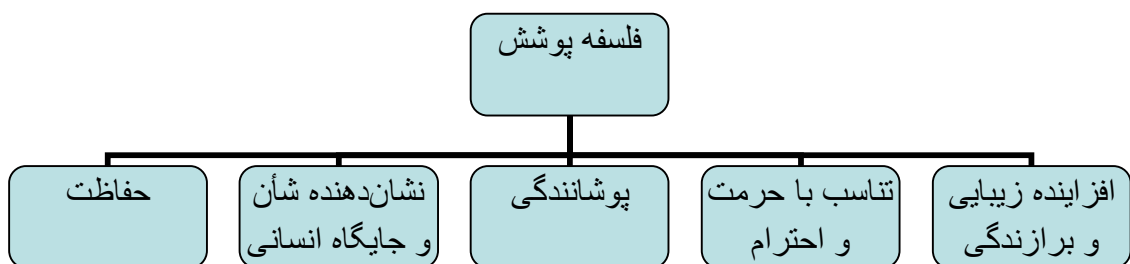 فلسفه پوشش
افزاینده زیبایی
و برازندگی
تناسب با حرمت
و احترام
پوشانندگی
نشان‌دهنده شأن
و جایگاه انسانی
حفاظت